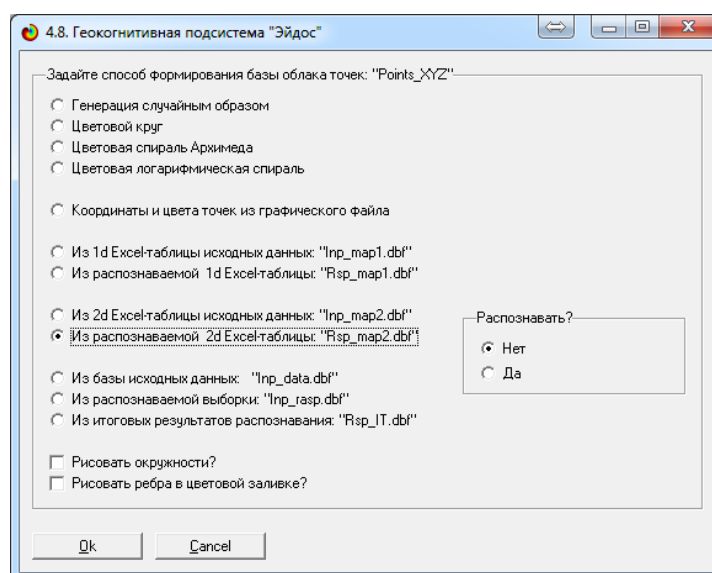 4.8. Геокогнитивная подсистема "Эйдос"
Задайте способ формирования базы облака точек: "Points_XYZ"
Генерация случайным образом
Цветовой круг
Цветовая спираль Архимеда
Цветовая логарифмическая спираль
Координаты и цвета точек из графического файла
Из 1d Excel-таблицы исходных данных: "Inp_map1.dbf"
Из распознаваемой 1d Excel-таблицы: "Rsp_map1.dbf"
Из 2d Excel-таблицы исходных данных: "Inp_map2.dbf"
Из распознаваемой 2d Excel-таблицы: "Rsp_map2.dbf"
Распознавать?
Нет
Да
Из базы исходных данных: "Inp_data.dbf"
Из распознаваемой выборки: "Inp_rasp.dbf"
Из итоговых результатов распознавания: "Rsp_IT.dbf"
Рисовать окружности?
Рисовать ребра в цветовой заливке?
Ok
Cancel